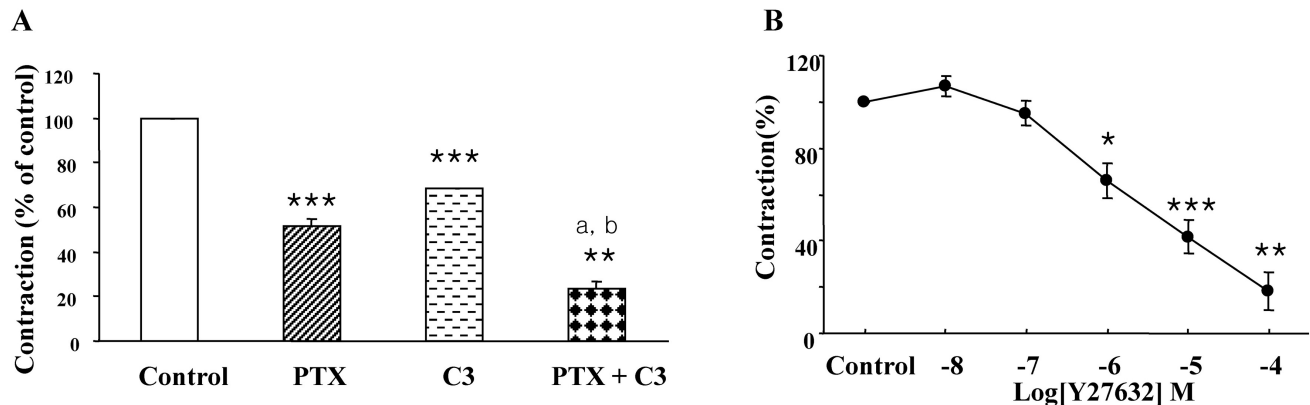 A
Contraction (% of control)
120
100
80
60
40
20
0
***
***
a, b
**
Control PTX C3 PTX + C3
B
Contraction(%)
120
80
40
0
*
***
**
Control -8 -7 -6 -5 -4
Log[Y27632] M